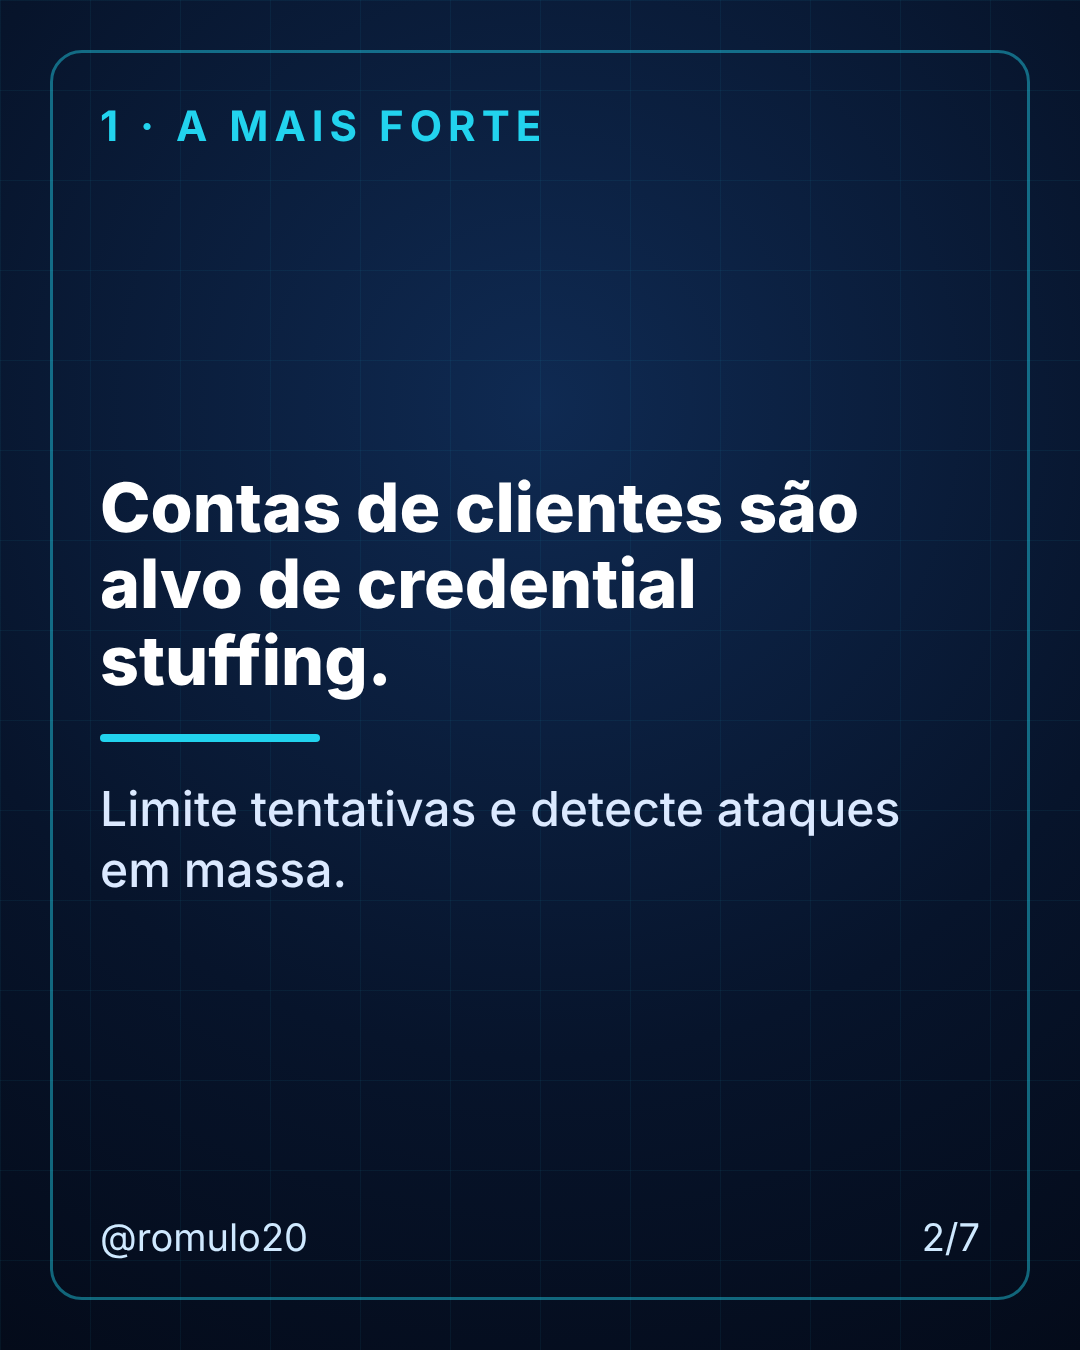 1 · A MAIS FORTE
Contas de clientes são
alvo de credential
stuffing.
Limite tentativas e detecte ataques
em massa.
@romulo20
2/7